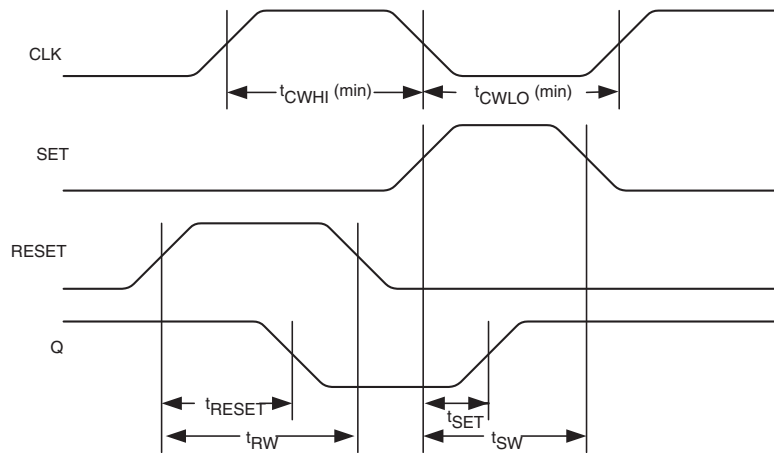 CLK
tCWHI (min)
tCWLO (min)
SET
RESET
Q
tRESET
tSET
tRW
tSW